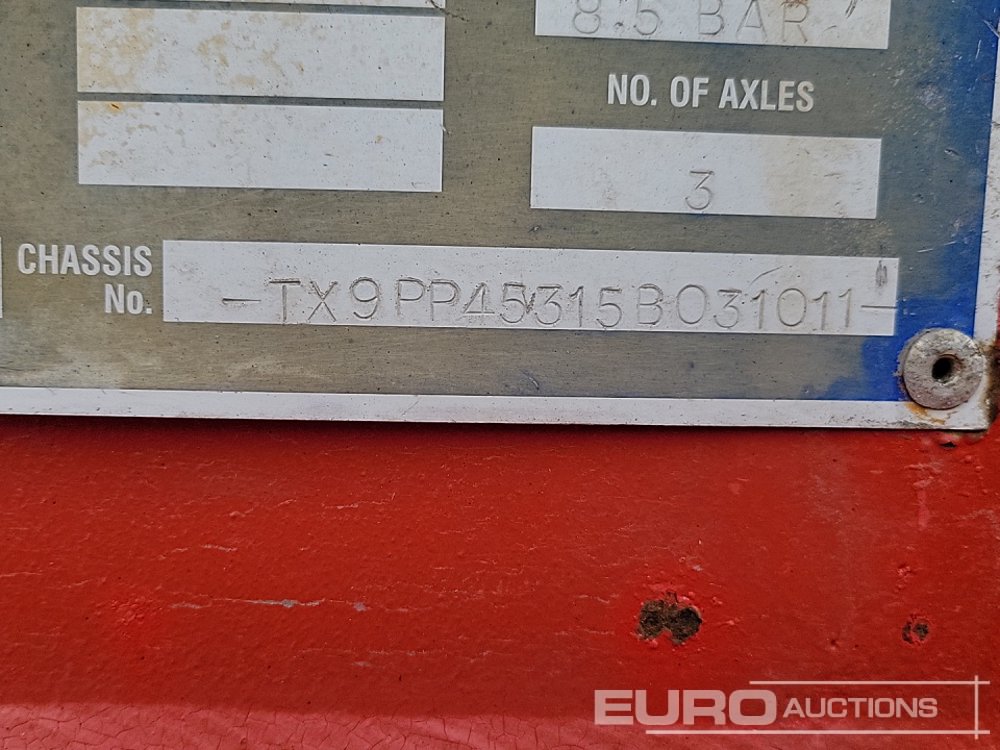 8.5 BAR
NO. OF AXLES
3
CHASSIS No. -TX9PP45315B031011-
EURO AUCTIONS